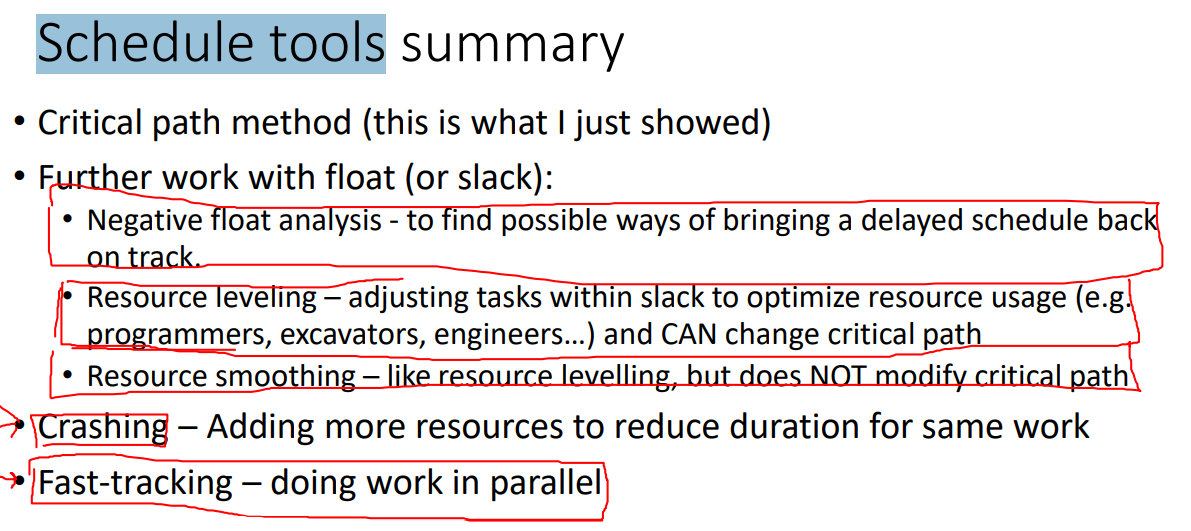 Schedule tools summary
• Critical path method (this is what I just showed)
• Further work with float (or slack):
• Negative float analysis - to find possible ways of bringing a delayed schedule back
on track.
• Resource leveling – adjusting tasks within slack to optimize resource usage (e.g.
programmers, excavators, engineers…) and CAN change critical path
• Resource smoothing – like resource levelling, but does NOT modify critical path
• Crashing – Adding more resources to reduce duration for same work
• Fast-tracking – doing work in parallel